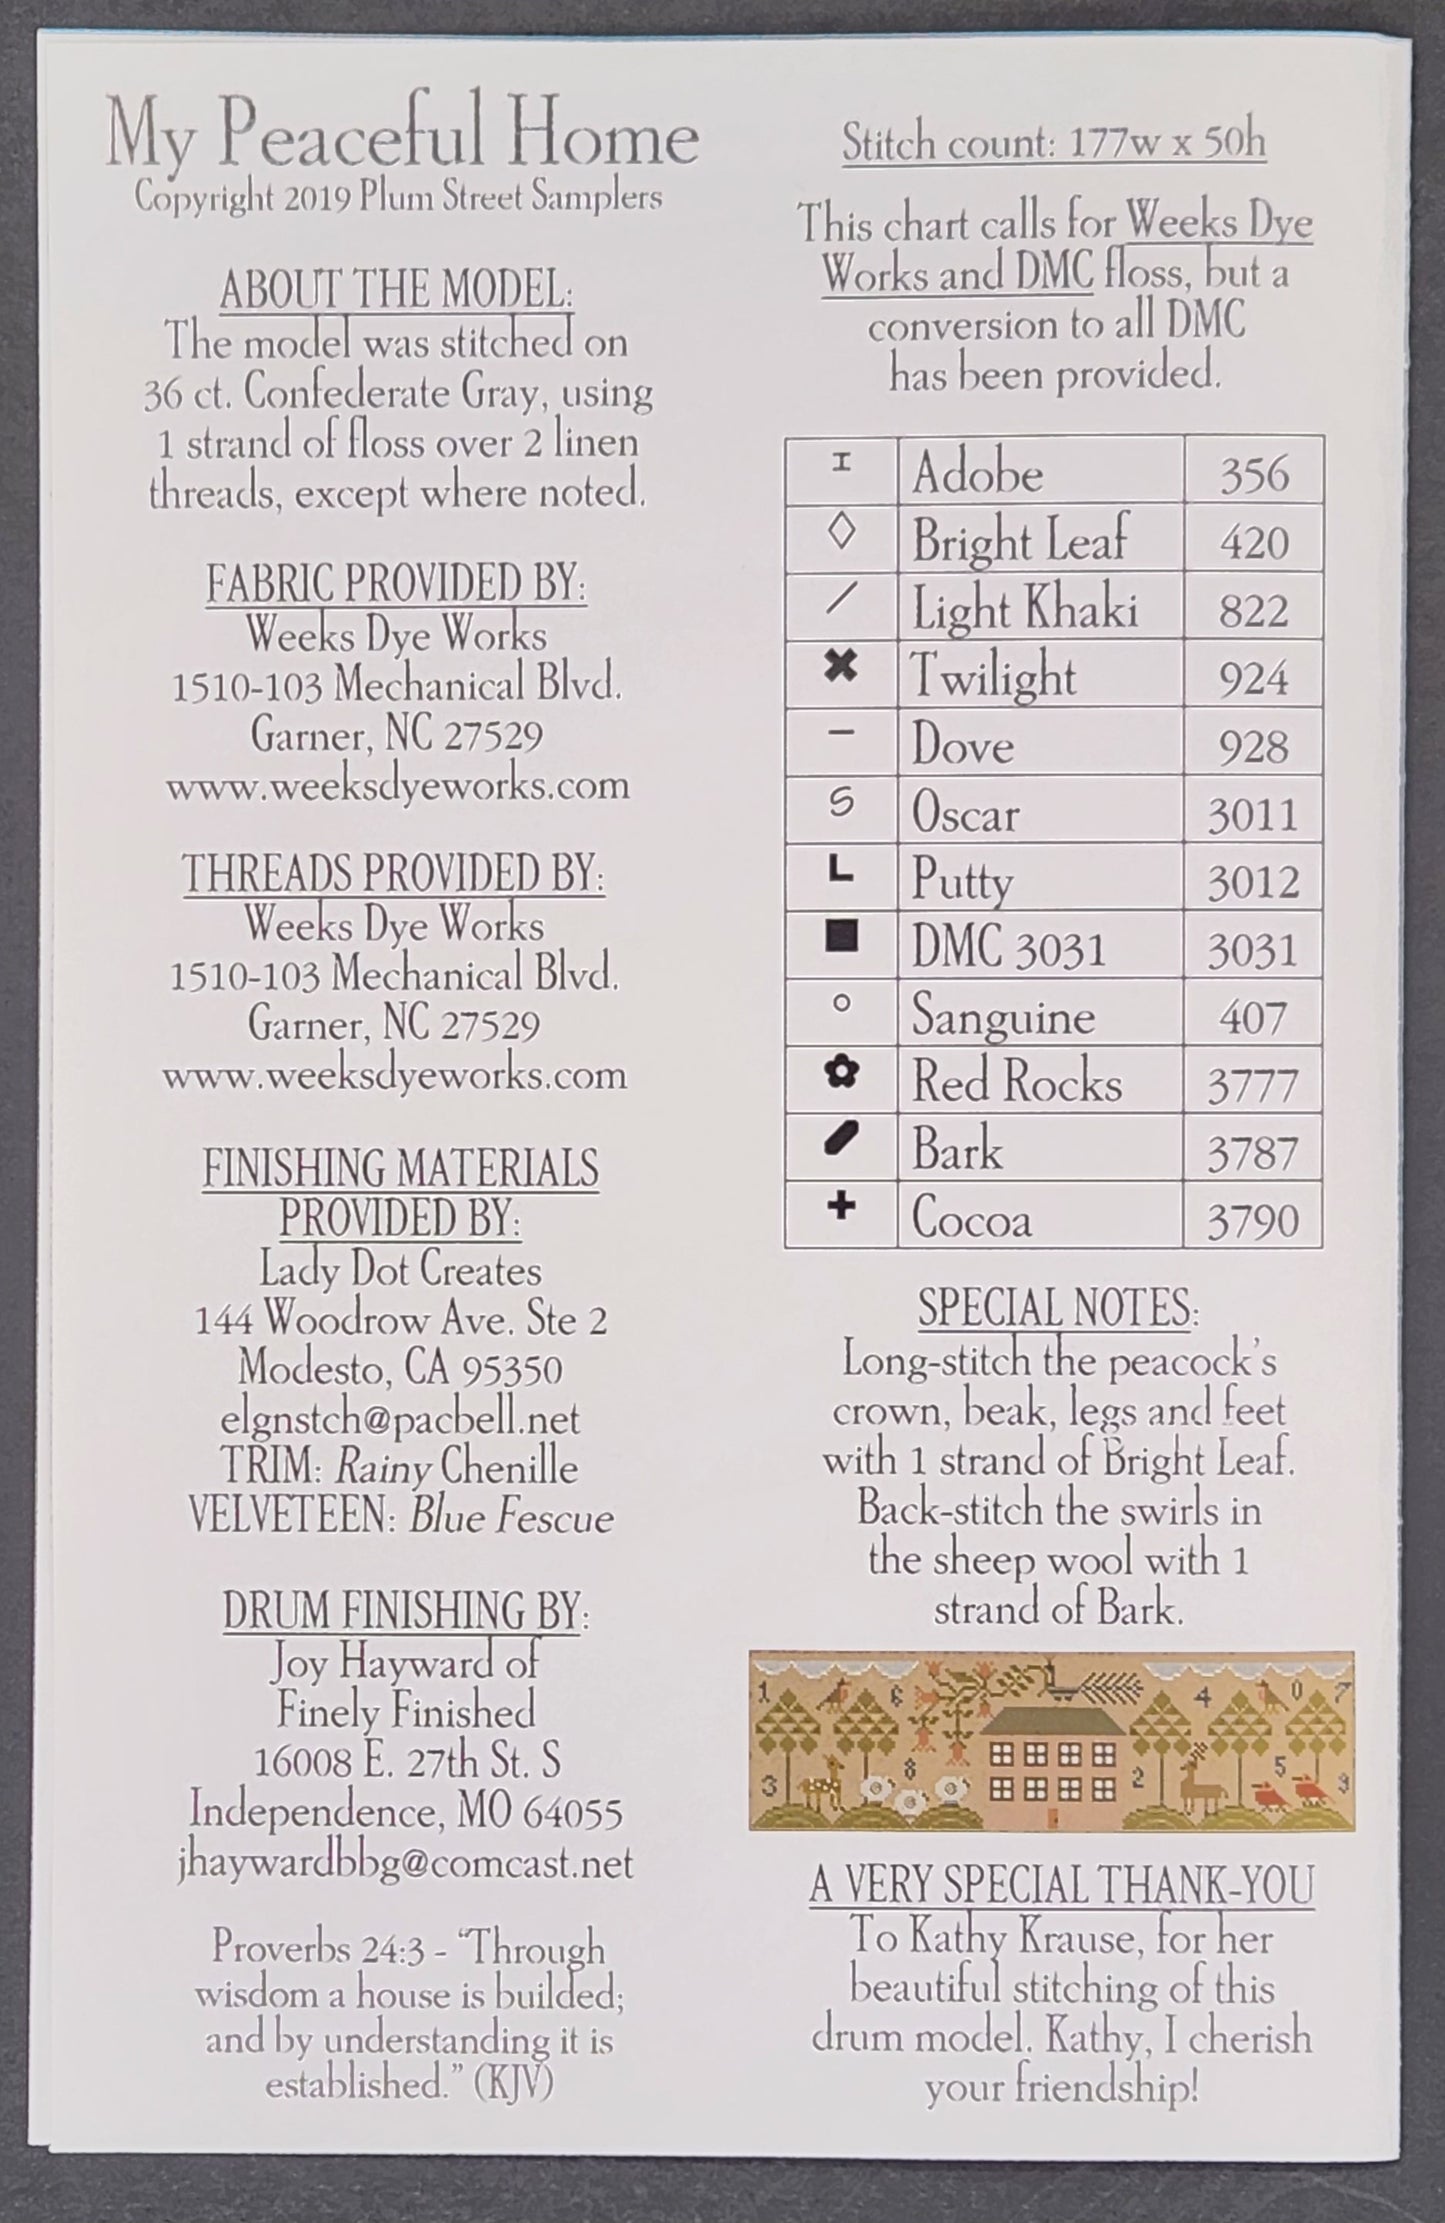 My Peaceful Home
Copyright 2019 Plum Street Samplers
ABOUT THE MODEL:
The model was stitched on
36 ct. Confederate Gray, using
1 strand of floss over 2 linen
threads, except where noted.
FABRIC PROVIDED BY:
Weeks Dye Works
1510-103 Mechanical Blvd.
Garner, NC 27529
www.weeksdyeworks.com
THREADS PROVIDED BY:
Weeks Dye Works
1510-103 Mechanical Blvd.
Garner, NC 27529
www.weeksdyeworks.com
FINISHING MATERIALS
PROVIDED BY:
Lady Dot Creates
144 Woodrow Ave. Ste 2
Modesto, CA 95350
elgnstch@pacbell.net
TRIM: Rainy Chenille
VELVETEEN: Blue Fescue
DRUM FINISHING BY:
Joy Hayward of
Finely Finished
16008 E. 27th St. S
Independence, MO 64055
jhaywardbbg@comcast.net
Proverbs 24:3 - “Through
wisdom a house is builded;
and by understanding it is
established.” (KJV)
Stitch count: 177w x 50h
This chart calls for Weeks Dye
Works and DMC floss, but a
conversion to all DMC
has been provided.
I Adobe 356
◊ Bright Leaf 420
/ Light Khaki 822
✖ Twilight 924
– Dove 928
S Oscar 3011
L Putty 3012
■ DMC 3031 3031
○ Sanguine 407
Red Rocks 3777
Bark 3787
✚ Cocoa 3790
SPECIAL NOTES:
Long-stitch the peacock’s
crown, beak, legs and feet
with 1 strand of Bright Leaf.
Back-stitch the swirls in
the sheep wool with 1
strand of Bark.
1 6 4 0 7
3 8 2 5 9
A VERY SPECIAL THANK-YOU
To Kathy Krause, for her
beautiful stitching of this
drum model. Kathy, I cherish
your friendship!